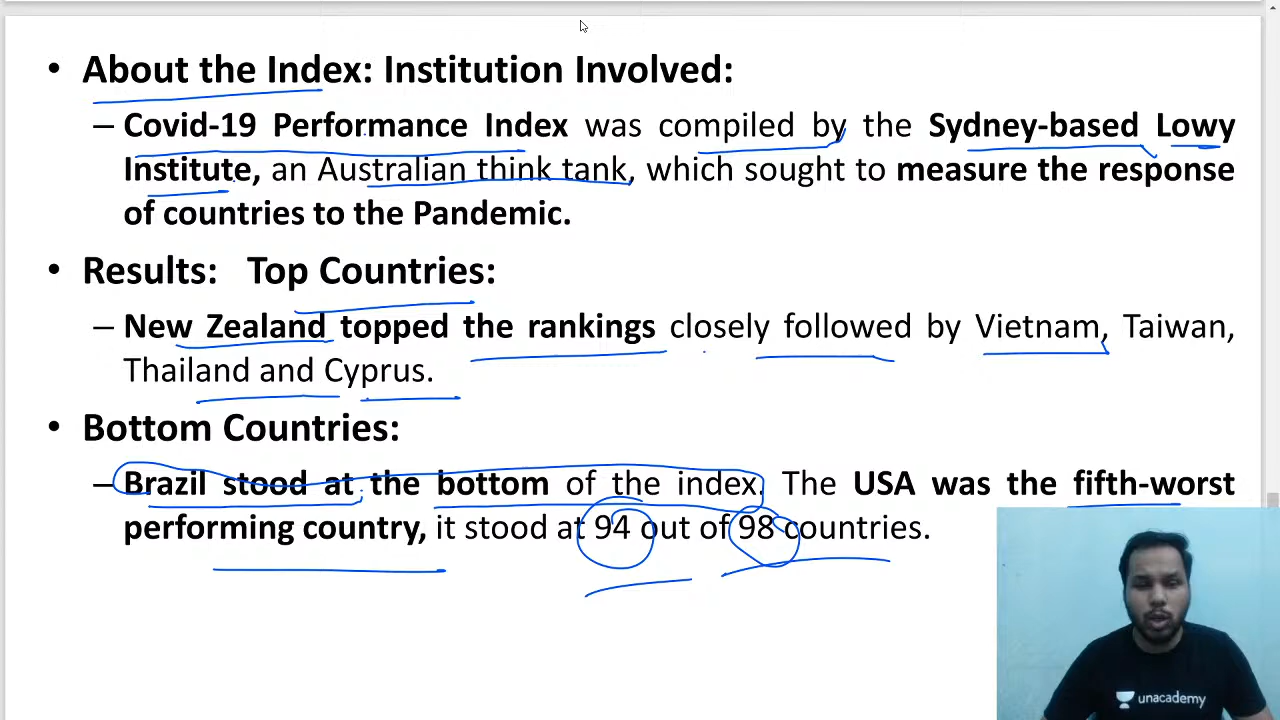 • About the Index: Institution Involved:
– Covid-19 Performance Index was compiled by the Sydney-based Lowy
Institute, an Australian think tank, which sought to measure the response
of countries to the Pandemic.
• Results: Top Countries:
– New Zealand topped the rankings closely followed by Vietnam, Taiwan,
Thailand and Cyprus.
• Bottom Countries:
– Brazil stood at the bottom of the index. The USA was the fifth-worst
performing country, it stood at 94 out of 98 countries.
unacademy